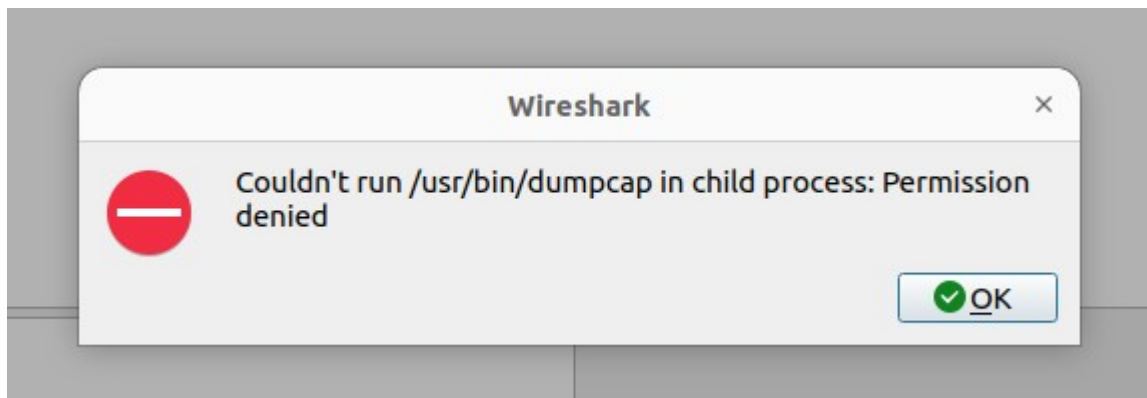 Wireshark
×
Couldn't run /usr/bin/dumpcap in child process: Permission
denied
OK